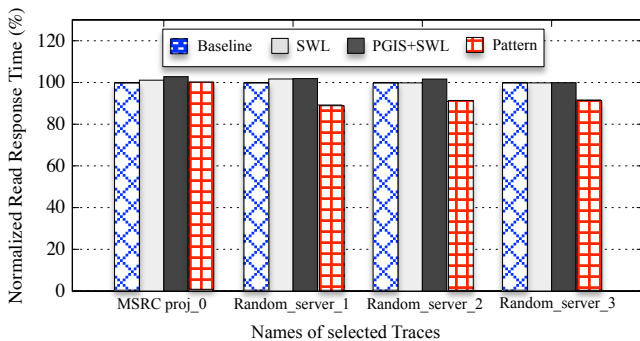 Normalized Read Response Time (%)
120
100
80
60
40
20
0
Baseline SWL PGIS+SWL Pattern
MSRC proj_0 Random_server_1 Random_server_2 Random_server_3
Names of selected Traces